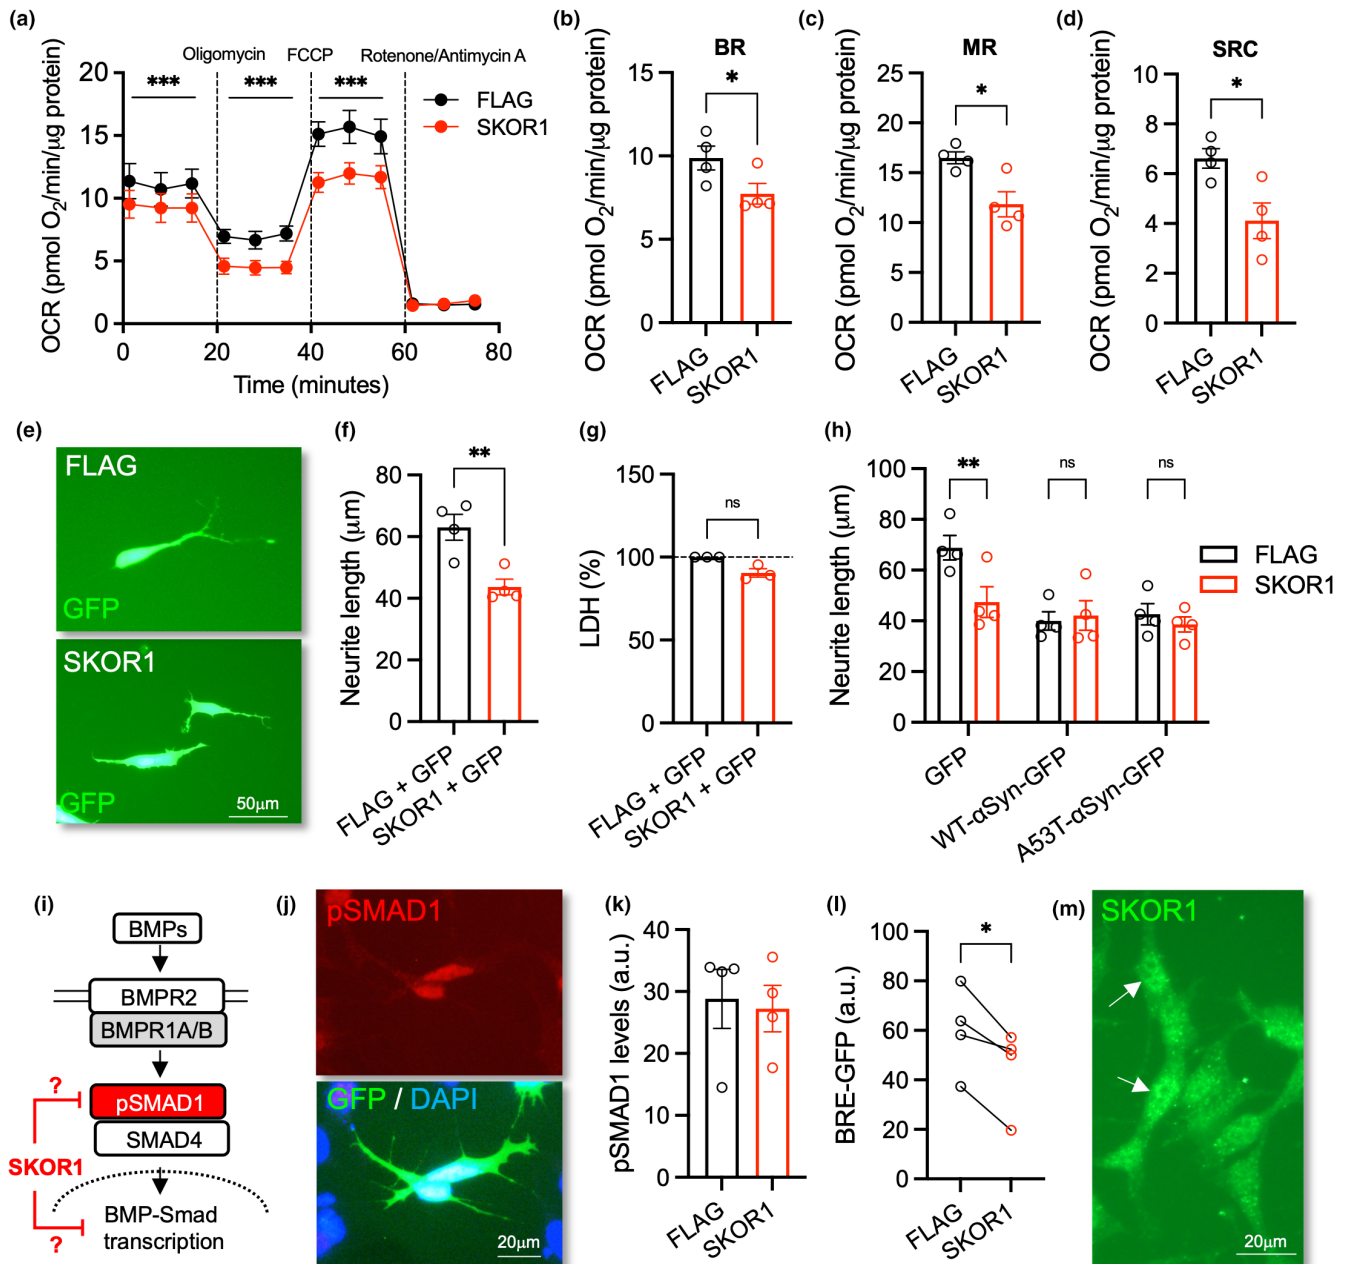 (a)
OCR (pmol O2/min/μg protein)
20
15
10
5
0
0
20
40
60
80
Time (minutes)
Oligomycin
FCCP
Rotenone/Antimycin A
***
***
***
FLAG
SKOR1
(b)
BR
OCR (pmol O2/min/μg protein)
15
10
5
0
*
FLAG
SKOR1
(c)
MR
OCR (pmol O2/min/μg protein)
25
20
15
10
5
0
*
FLAG
SKOR1
(d)
SRC
OCR (pmol O2/min/μg protein)
10
8
6
4
2
0
*
FLAG
SKOR1
(e)
FLAG
GFP
SKOR1
GFP
50μm
(f)
Neurite length (μm)
80
60
40
20
0
**
FLAG + GFP
SKOR1 + GFP
(g)
LDH (%)
150
100
50
0
ns
FLAG + GFP
SKOR1 + GFP
(h)
Neurite length (μm)
100
80
60
40
20
0
**
ns
ns
GFP
WT-αSyn-GFP
A53T-αSyn-GFP
FLAG
SKOR1
(i)
BMPs
BMPR2
BMPR1A/B
?
pSMAD1
SMAD4
SKOR1
?
BMP-Smad
transcription
(j)
pSMAD1
GFP / DAPI
20μm
(k)
pSMAD1 levels (a.u.)
40
30
20
10
0
FLAG
SKOR1
(l)
BRE-GFP (a.u.)
100
80
60
40
20
0
*
FLAG
SKOR1
(m)
SKOR1
20μm